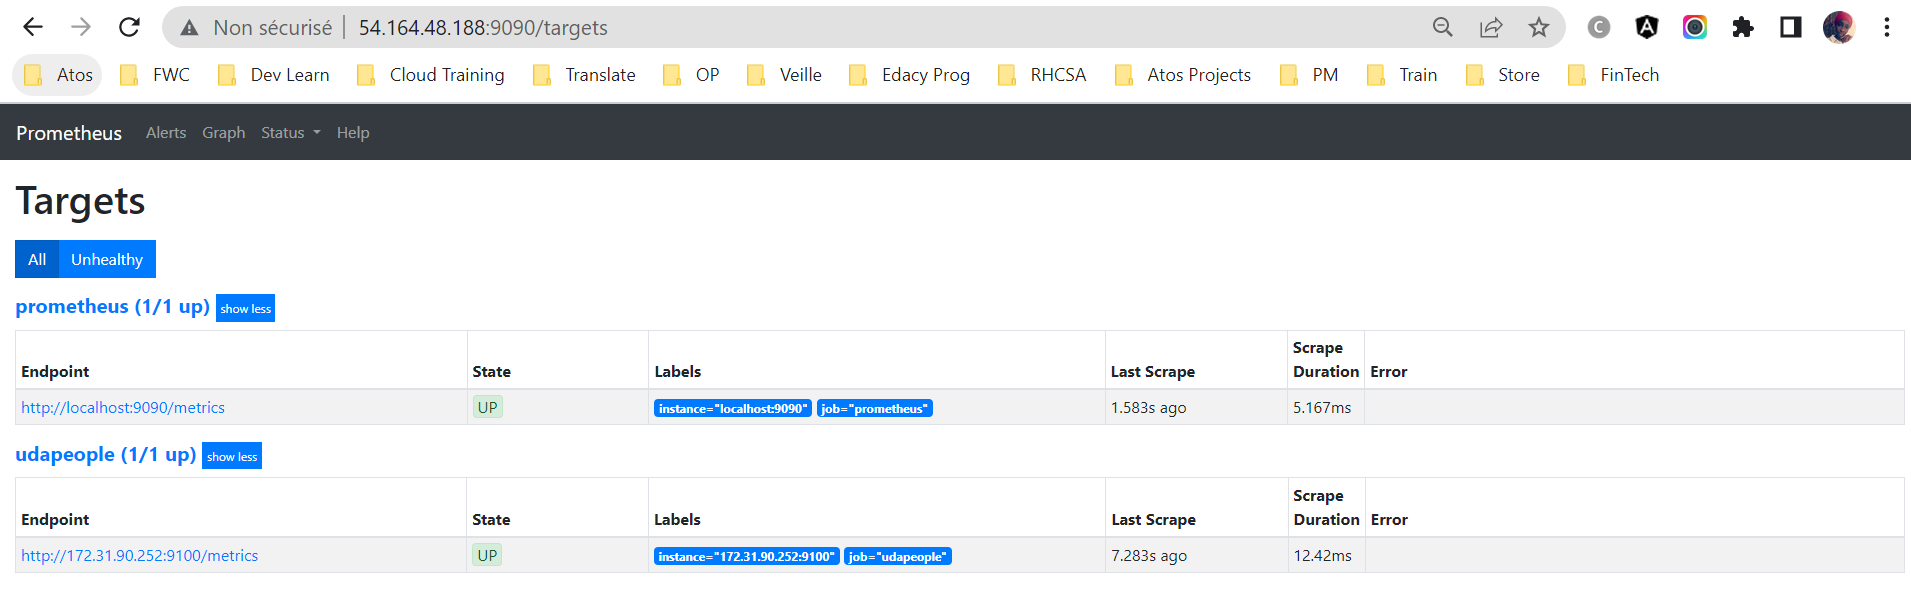 Non sécurisé 54.164.48.188:9090/targets
Atos FWC Dev Learn Cloud Training Translate OP Veille Edacy Prog RHCSA Atos Projects PM Train Store FinTech
Prometheus Alerts Graph Status Help
Targets
All Unhealthy
prometheus (1/1 up) show less
Endpoint State Labels Last Scrape Scrape Duration Error
http://localhost:9090/metrics UP instance="localhost:9090" job="prometheus" 1.583s ago 5.167ms
udapeople (1/1 up) show less
Endpoint State Labels Last Scrape Scrape Duration Error
http://172.31.90.252:9100/metrics UP instance="172.31.90.252:9100" job="udapeople" 7.283s ago 12.42ms